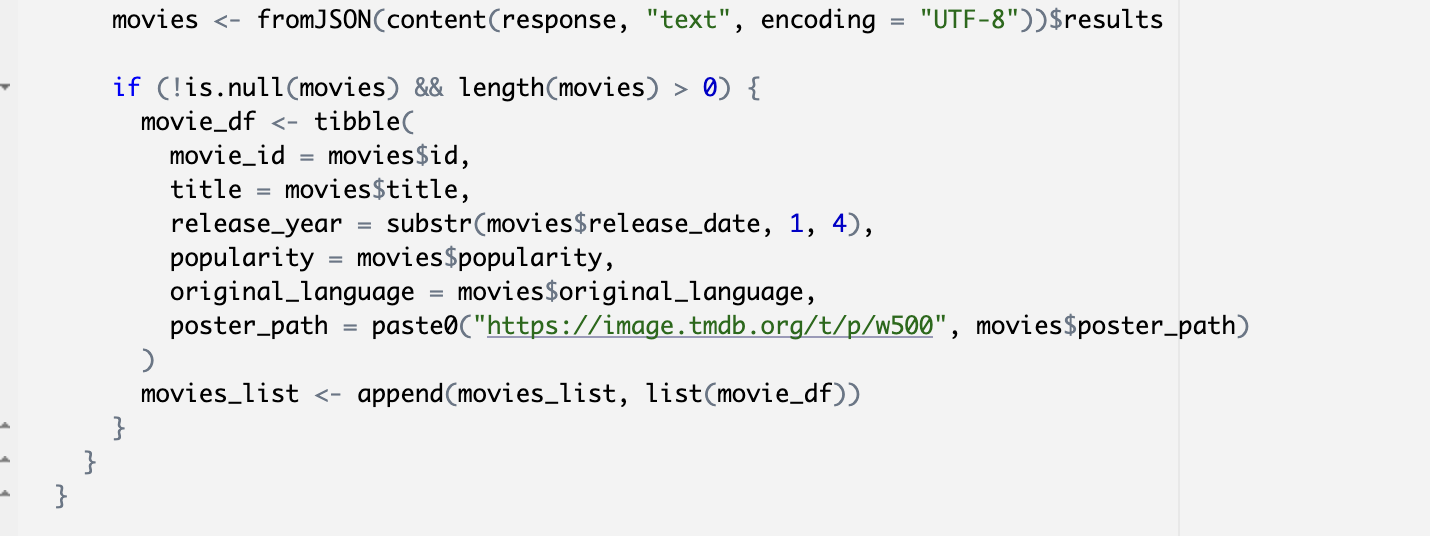 movies <- fromJSON(content(response, "text", encoding = "UTF-8"))$results
if (!is.null(movies) && length(movies) > 0) {
movie_df <- tibble(
movie_id = movies$id,
title = movies$title,
release_year = substr(movies$release_date, 1, 4),
popularity = movies$popularity,
original_language = movies$original_language,
poster_path = paste0("https://image.tmdb.org/t/p/w500", movies$poster_path)
)
movies_list <- append(movies_list, list(movie_df))
}
}
}